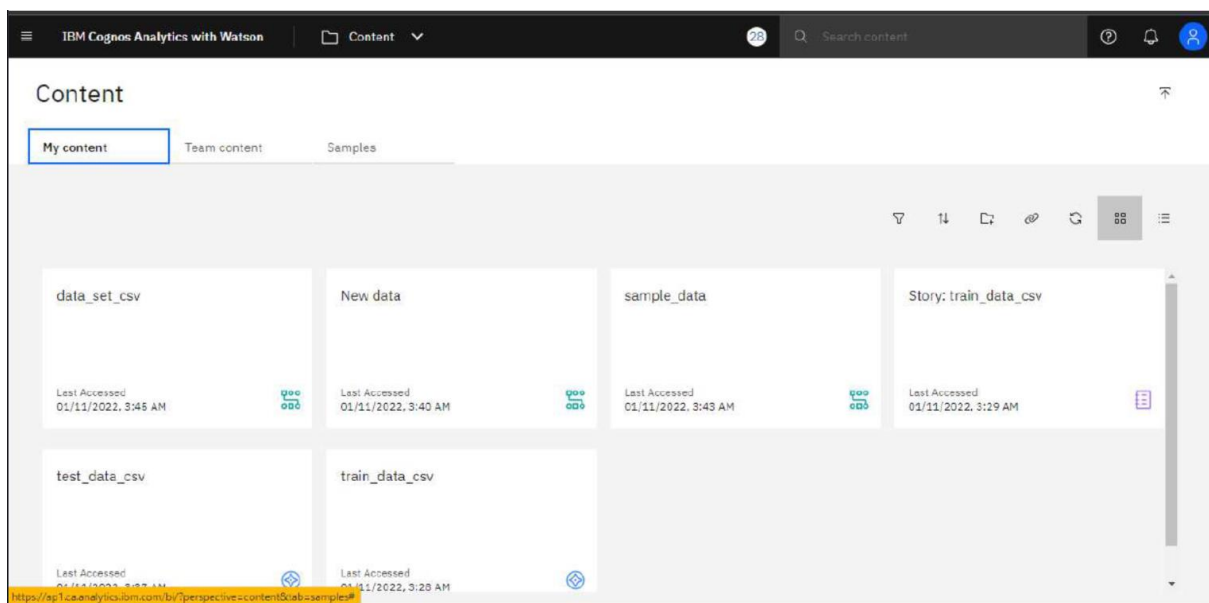 IBM Cognos Analytics with Watson
Content
28
Search content
Content
My content
Team content
Samples
data_set_csv
New data
sample_data
Story: train_data_csv
Last Accessed
01/11/2022, 3:45 AM
Last Accessed
01/11/2022, 3:40 AM
Last Accessed
01/11/2022, 3:43 AM
Last Accessed
01/11/2022, 3:29 AM
test_data_csv
train_data_csv
Last Accessed
Last Accessed
01/11/2022, 3:28 AM
https://ap1.ca.analytics.ibm.com/bi/?perspective=content&tab=samples#